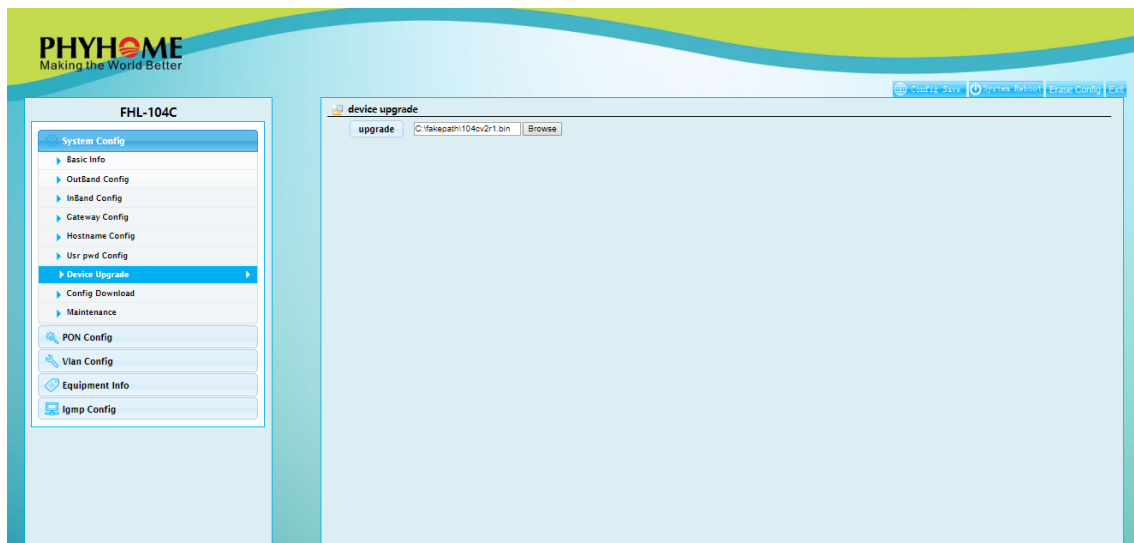 PHYHOME
Making the World Better
Config Save System Reboot Erase Config Exit
FHL-104C
System Config
Basic Info
OutBand Config
InBand Config
Gateway Config
Hostname Config
Usr pwd Config
Device Upgrade
Config Download
Maintenance
PON Config
Vlan Config
Equipment Info
Igmp Config
device upgrade
upgrade C:\fakepath\104cv2r1.bin Browse